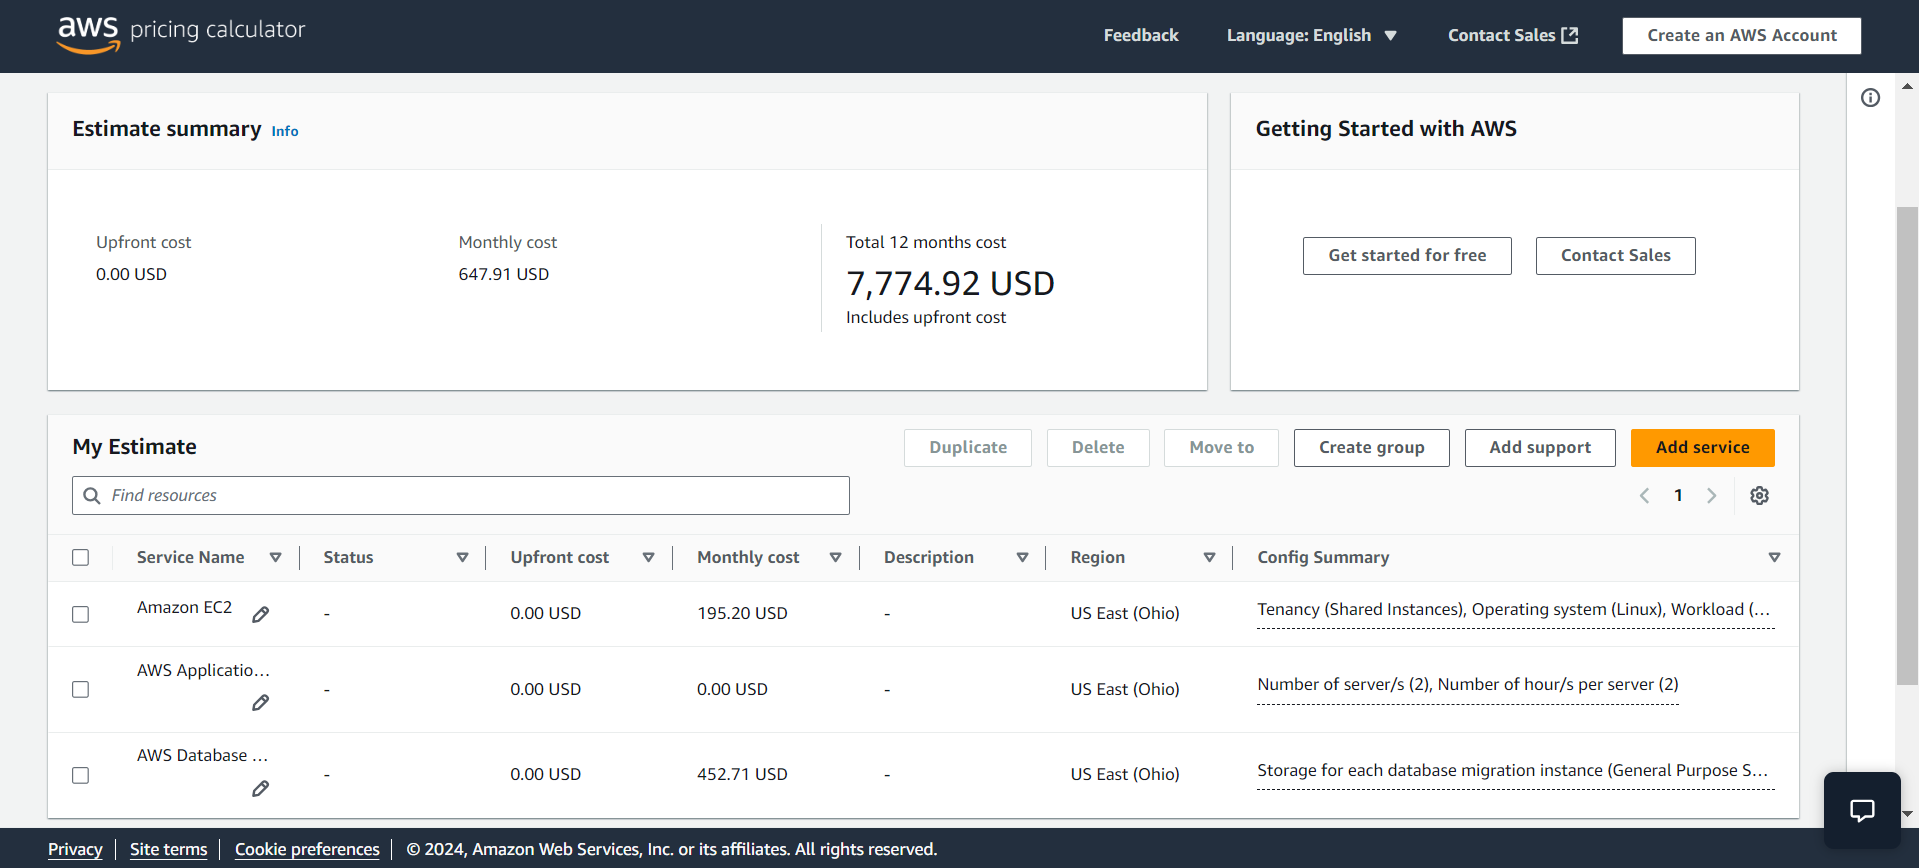 aws pricing calculator
Feedback
Language: English
Contact Sales
Create an AWS Account
Estimate summary Info
Upfront cost
0.00 USD
Monthly cost
647.91 USD
Total 12 months cost
7,774.92 USD
Includes upfront cost
Getting Started with AWS
Get started for free
Contact Sales
My Estimate
Duplicate
Delete
Move to
Create group
Add support
Add service
Find resources
1
Service Name Status Upfront cost Monthly cost Description Region Config Summary
Amazon EC2 - 0.00 USD 195.20 USD - US East (Ohio) Tenancy (Shared Instances), Operating system (Linux), Workload (...
AWS Applicatio... - 0.00 USD 0.00 USD - US East (Ohio) Number of server/s (2), Number of hour/s per server (2)
AWS Database ... - 0.00 USD 452.71 USD - US East (Ohio) Storage for each database migration instance (General Purpose S...
Privacy Site terms Cookie preferences © 2024, Amazon Web Services, Inc. or its affiliates. All rights reserved.